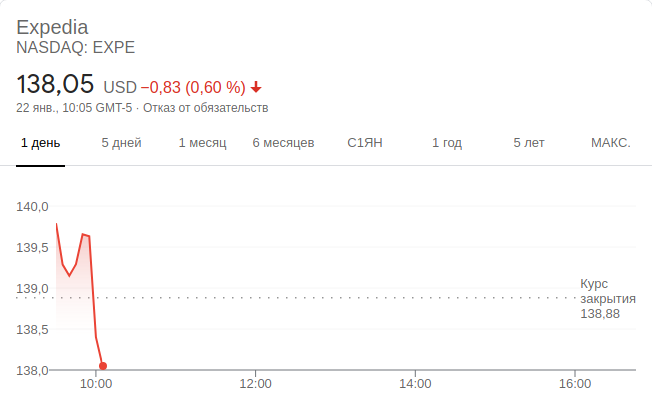 Expedia
NASDAQ: EXPE
138,05 USD −0,83 (0,60 %)
22 янв., 10:05 GMT-5 · Отказ от обязательств
1 день 5 дней 1 месяц 6 месяцев С1ЯН 1 год 5 лет МАКС.
140,0
139,5
139,0
138,5
138,0
Курс
закрытия
138,88
10:00 12:00 14:00 16:00